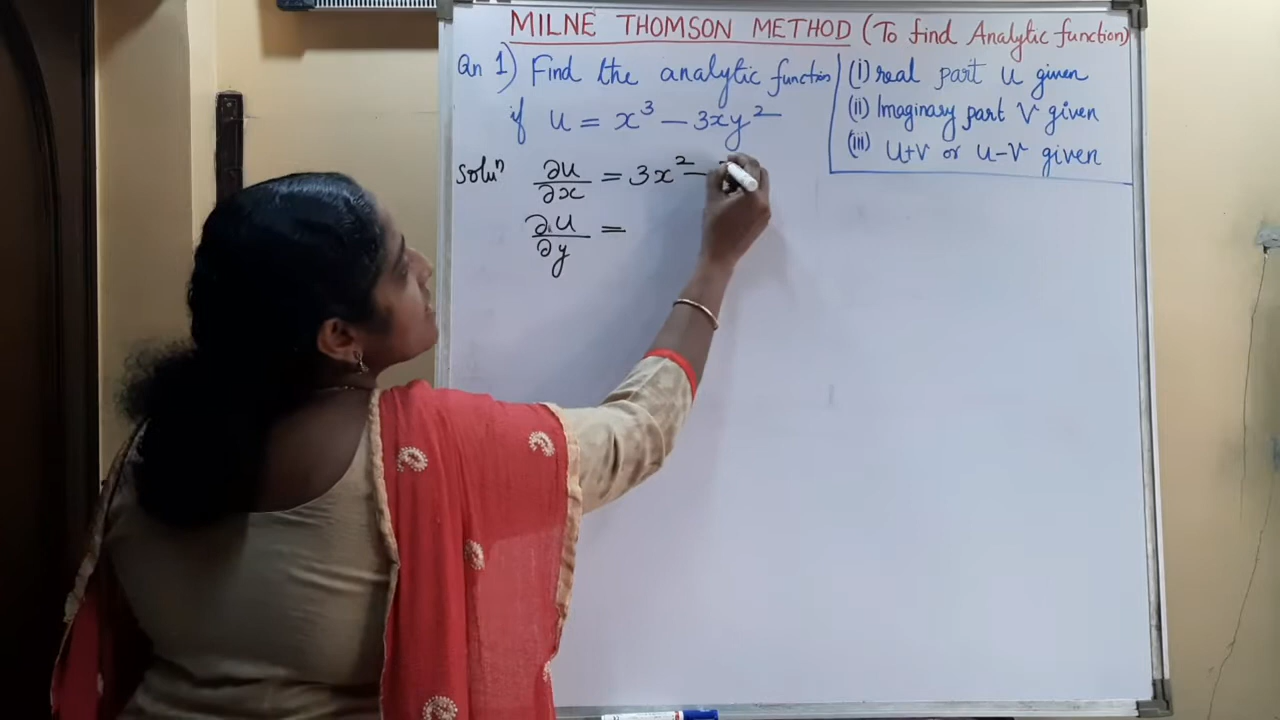 MILNE THOMSON METHOD (To find Analytic function)
Qn 1) Find the analytic function
if u = x³ - 3xy²
(i) real part u given
(ii) Imaginary part V given
(iii) u+v or u-v given
Soluⁿ ∂u/∂x = 3x² -
∂u/∂y =